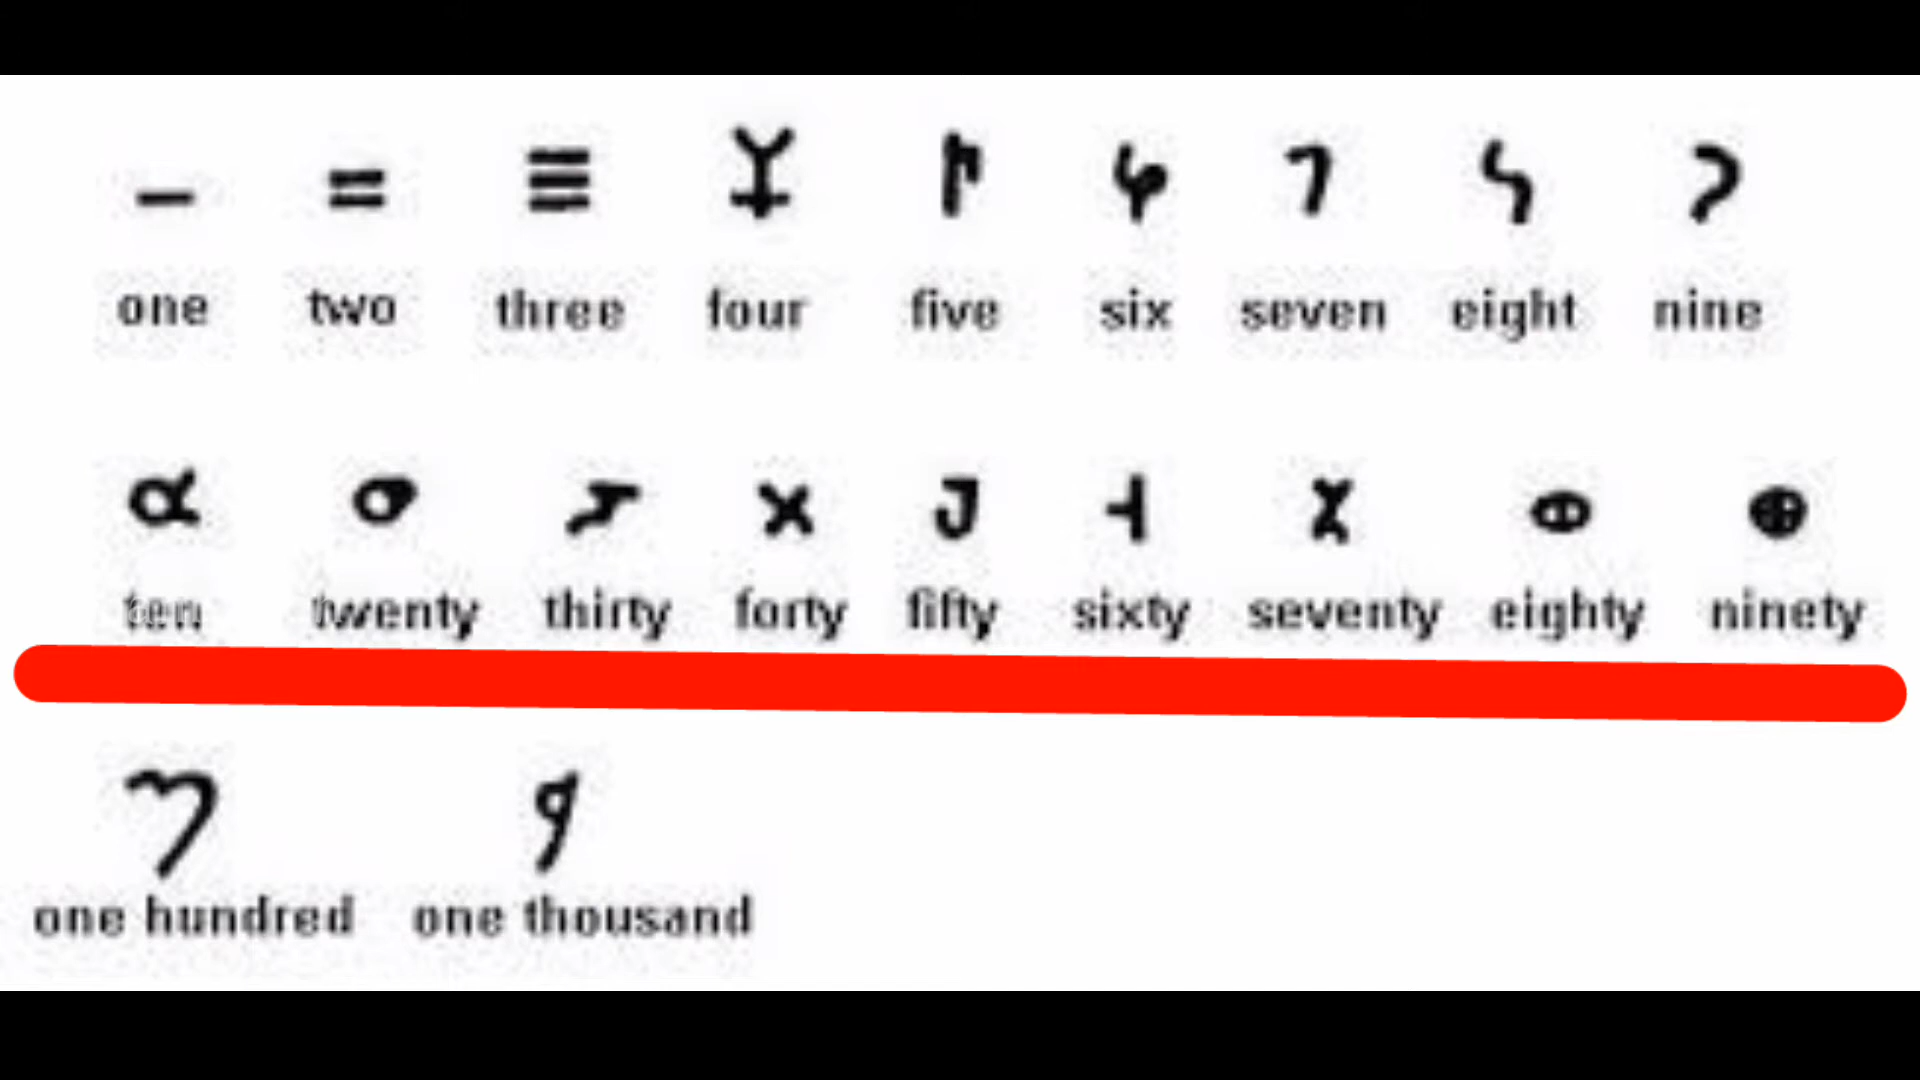 one two three four five six seven eight nine
ten twenty thirty forty fifty sixty seventy eighty ninety
one hundred one thousand